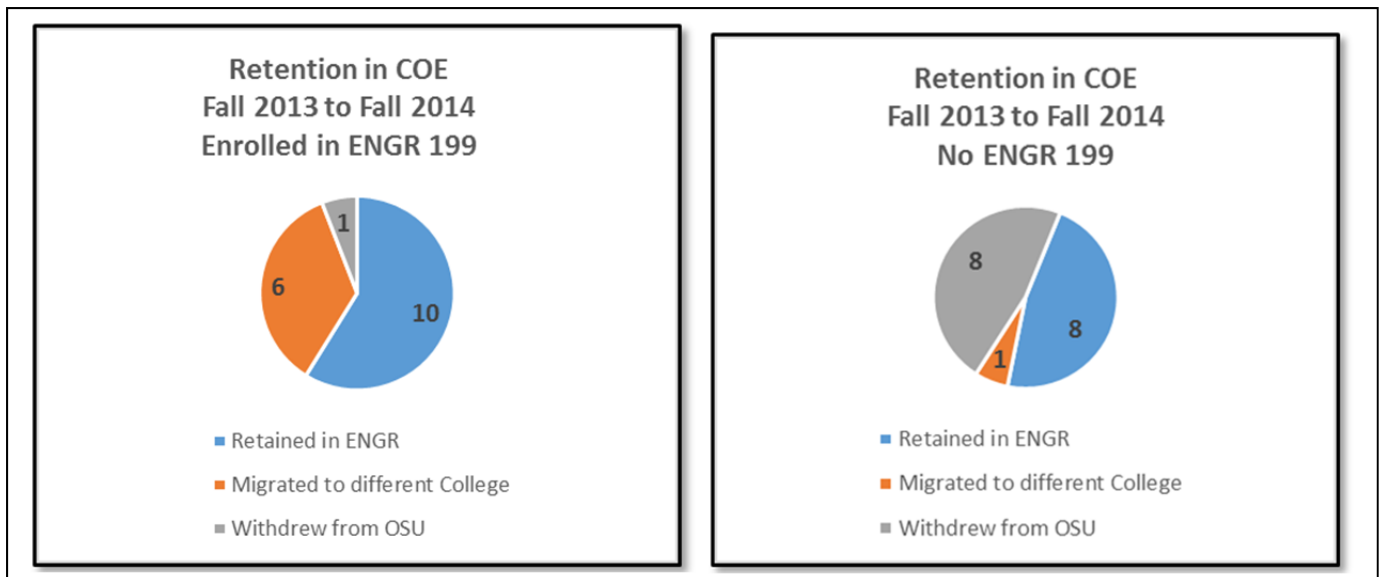 Retention in COE
Fall 2013 to Fall 2014
Enrolled in ENGR 199
1
6
10
Retained in ENGR
Migrated to different College
Withdrew from OSU
Retention in COE
Fall 2013 to Fall 2014
No ENGR 199
8
8
1
Retained in ENGR
Migrated to different College
Withdrew from OSU